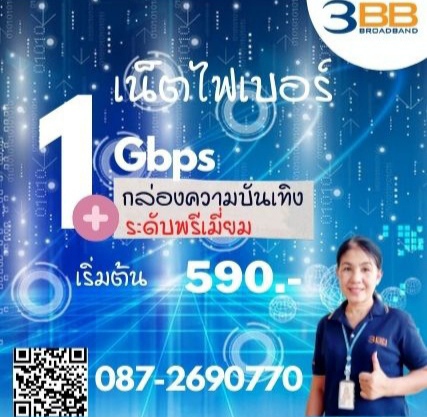 3BB
BROADBAND
เน็ตไฟเบอร์
1
Gbps
+
กล่องความบันเทิง
ระดับพรีเมี่ยม
เริ่มต้น 590.-
3BB
087-2690770